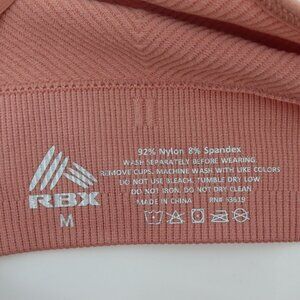 RBX
M
92% Nylon 8% Spandex
WASH SEPARATELY BEFORE WEARING
REMOVE CUPS. MACHINE WASH WITH LIKE COLORS
DO NOT USE BLEACH. TUMBLE DRY LOW
DO NOT IRON. DO NOT DRY CLEAN
MADE IN CHINA RN#